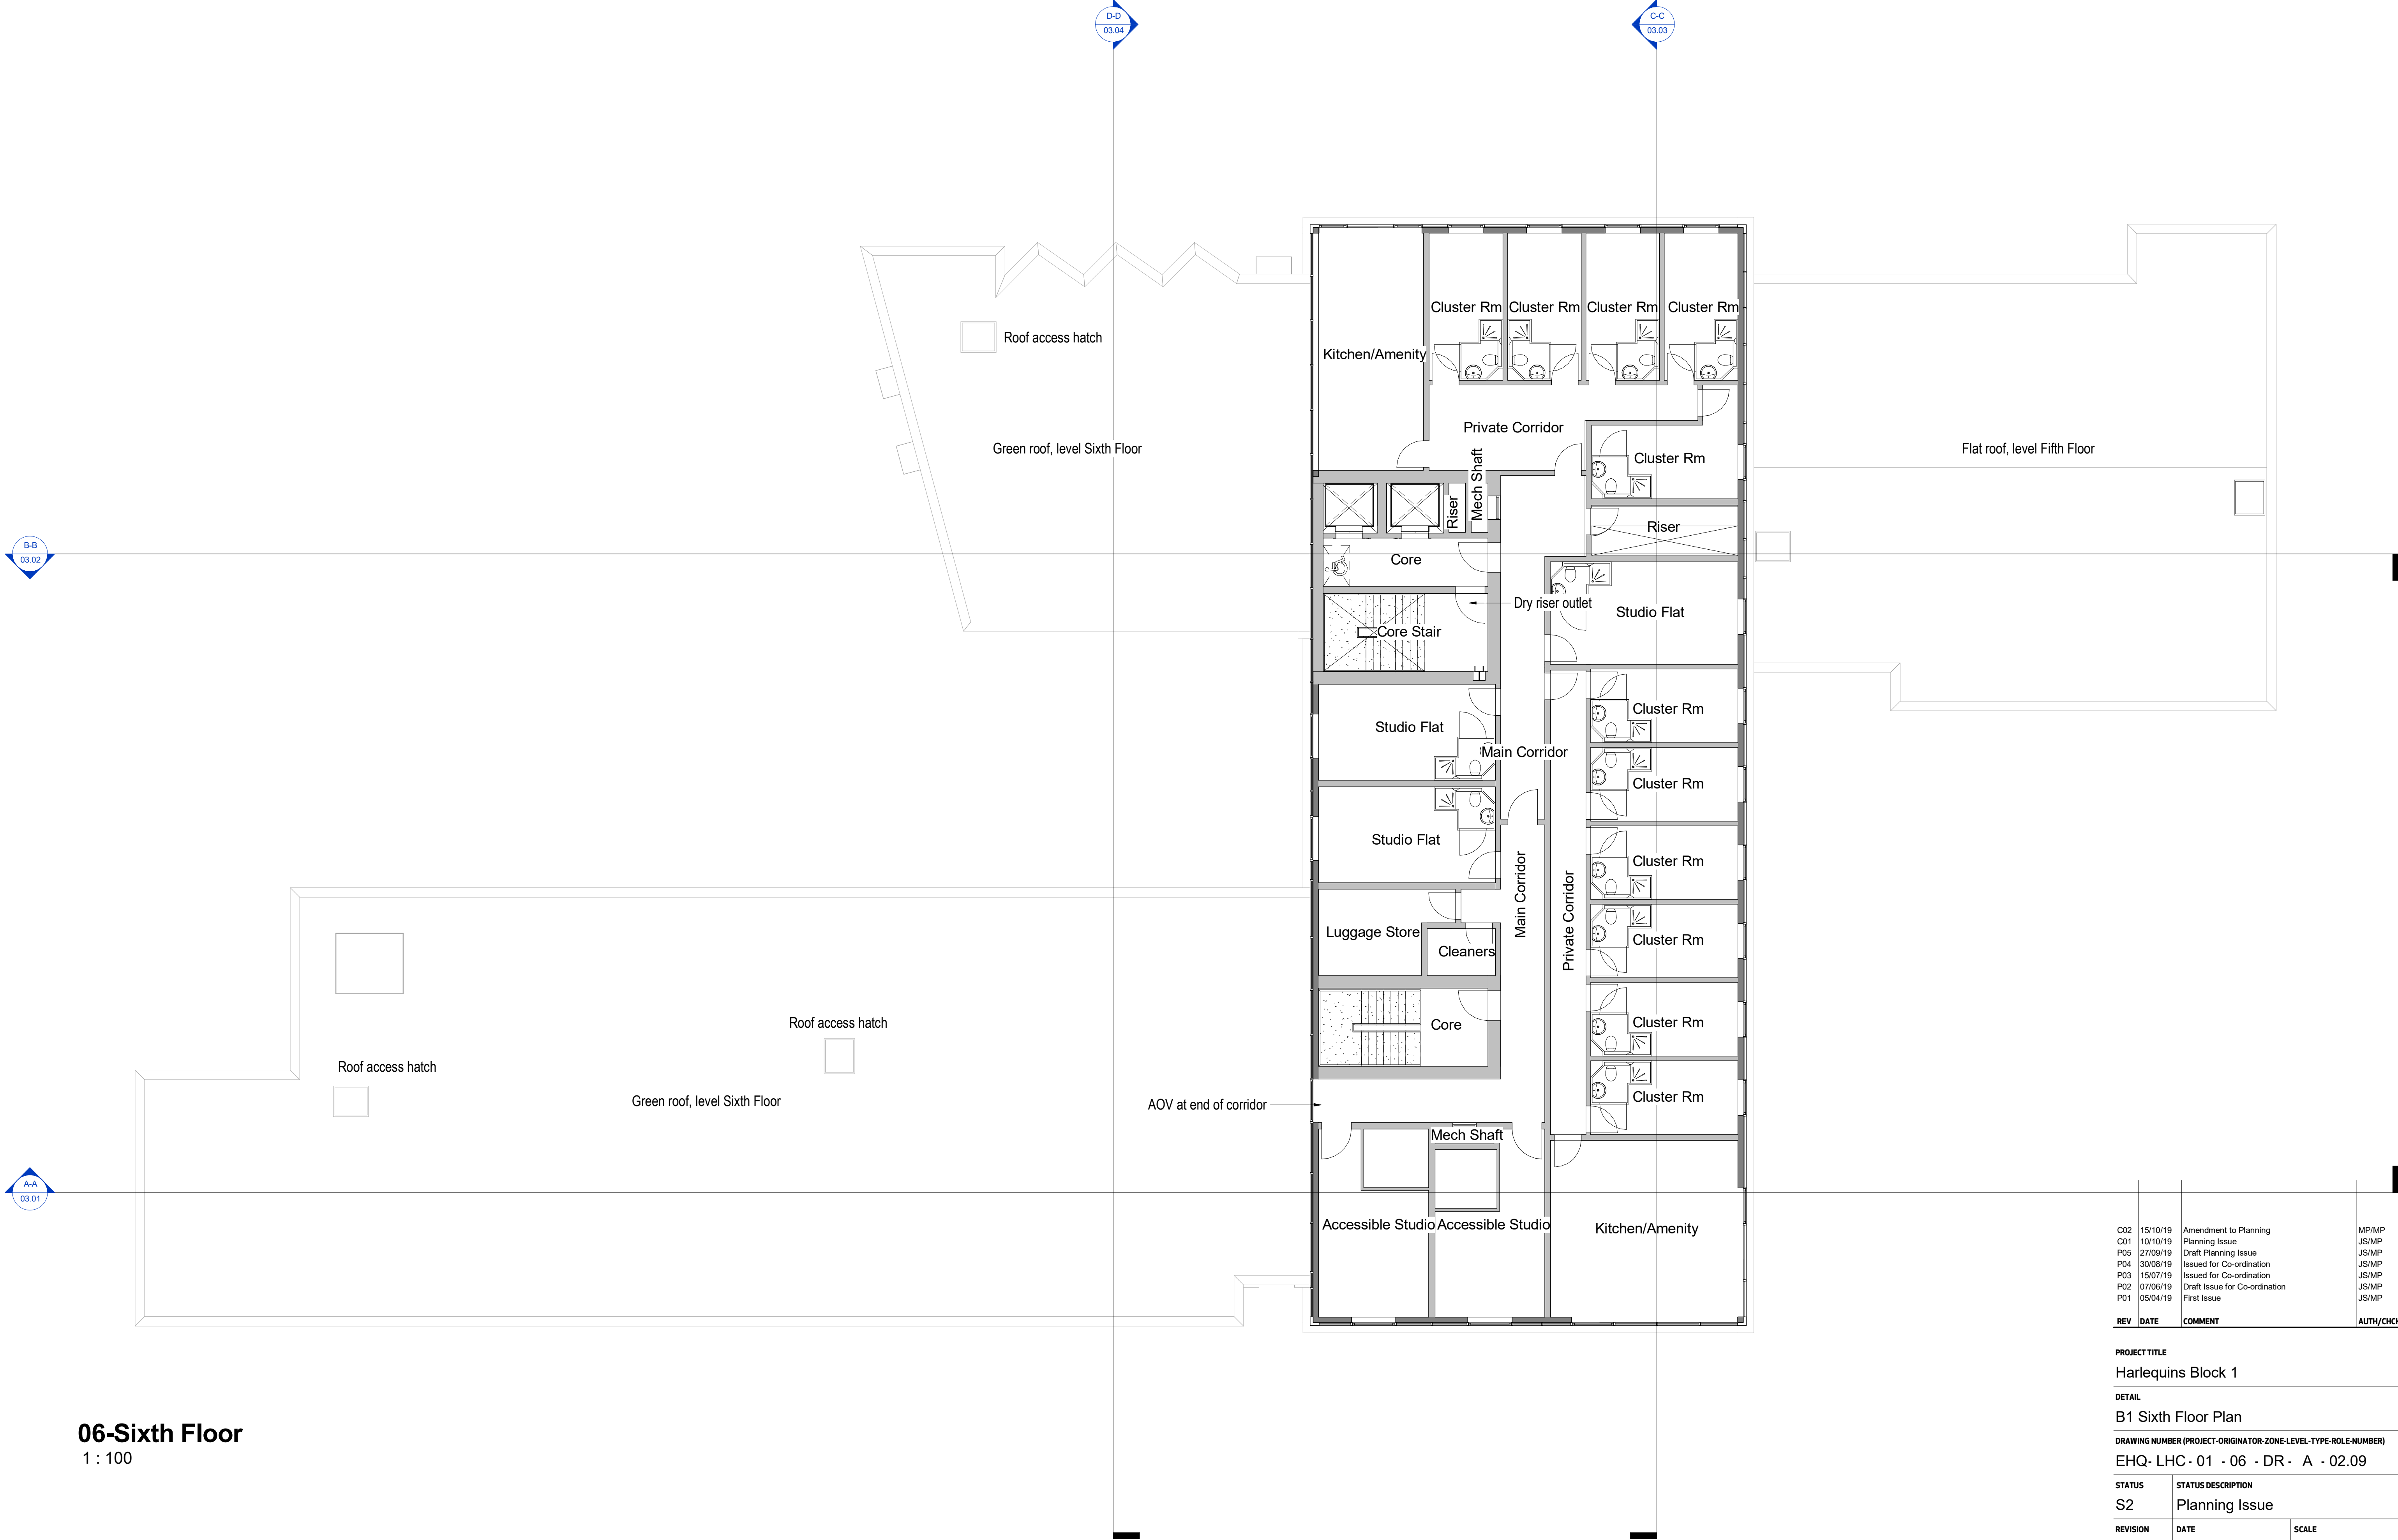 D-D
03.04
C-C
03.03
Cluster Rm
Cluster Rm
Cluster Rm
Cluster Rm
Roof access hatch
Kitchen/Amenity
Private Corridor
Green roof, level Sixth Floor
Flat roof, level Fifth Floor
Cluster Rm
Mech Shaft
Riser
Riser
B-B
03.02
Core
Dry riser outlet
Studio Flat
Core Stair
Cluster Rm
Studio Flat
Main Corridor
Cluster Rm
Studio Flat
Cluster Rm
Main Corridor
Private Corridor
Luggage Store
Cluster Rm
Cleaners
Roof access hatch
Core
Cluster Rm
Roof access hatch
Green roof, level Sixth Floor
AOV at end of corridor
Cluster Rm
Mech Shaft
A-A
03.01
Accessible Studio
Accessible Studio
Kitchen/Amenity
C02 15/10/19 Amendment to Planning MP/MP
C01 10/10/19 Planning Issue JS/MP
P05 27/09/19 Draft Planning Issue JS/MP
P04 30/08/19 Issued for Co-ordination JS/MP
P03 15/07/19 Issued for Co-ordination JS/MP
P02 07/06/19 Draft Issue for Co-ordination JS/MP
P01 05/04/19 First Issue JS/MP
REV DATE COMMENT AUTH/CHCK
PROJECT TITLE
Harlequins Block 1
DETAIL
B1 Sixth Floor Plan
DRAWING NUMBER (PROJECT-ORIGINATOR-ZONE-LEVEL-TYPE-ROLE-NUMBER)
EHQ- LHC - 01 - 06 - DR - A - 02.09
STATUS STATUS DESCRIPTION
S2 Planning Issue
REVISION DATE SCALE
06-Sixth Floor
1 : 100